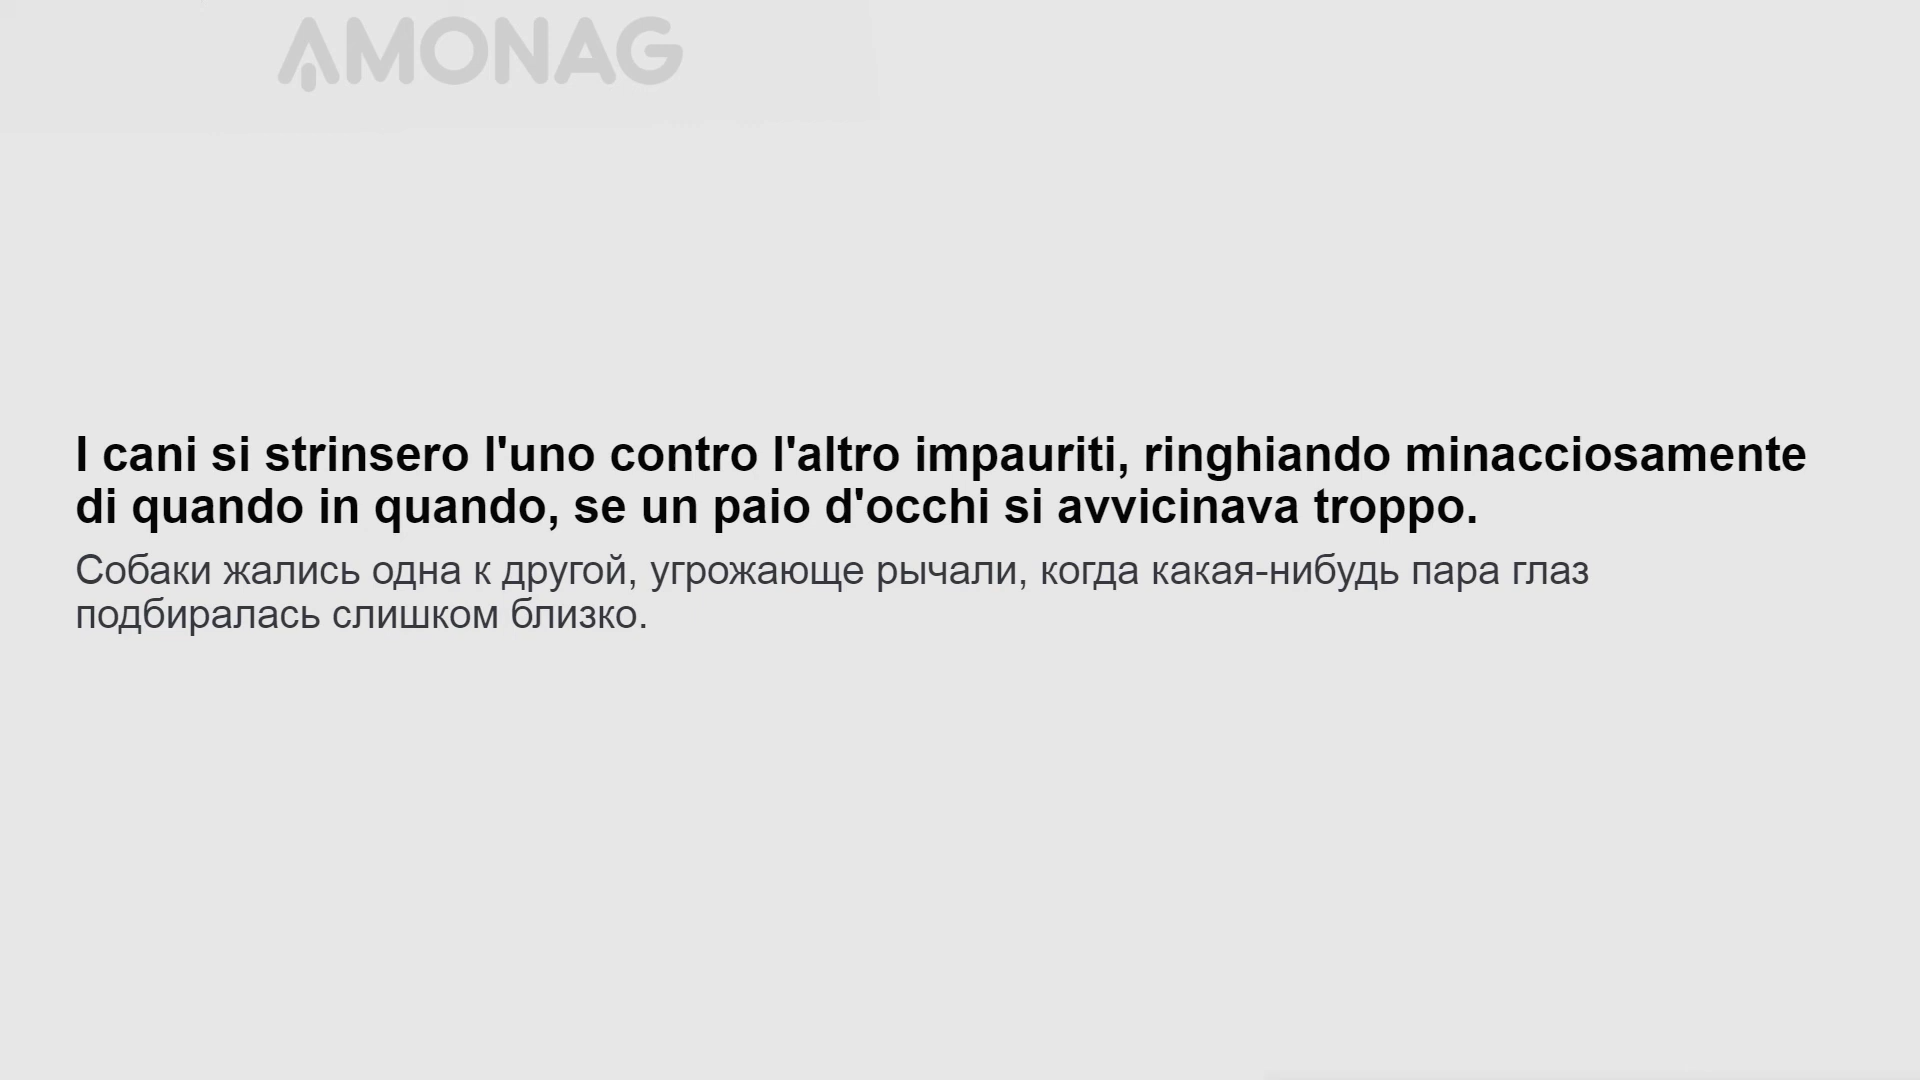 AMONAG
I cani si strinsero l'uno contro l'altro impauriti, ringhiando minacciosamente
di quando in quando, se un paio d'occhi si avvicinava troppo.
Собаки жались одна к другой, угрожающе рычали, когда какая-нибудь пара глаз
подбиралась слишком близко.